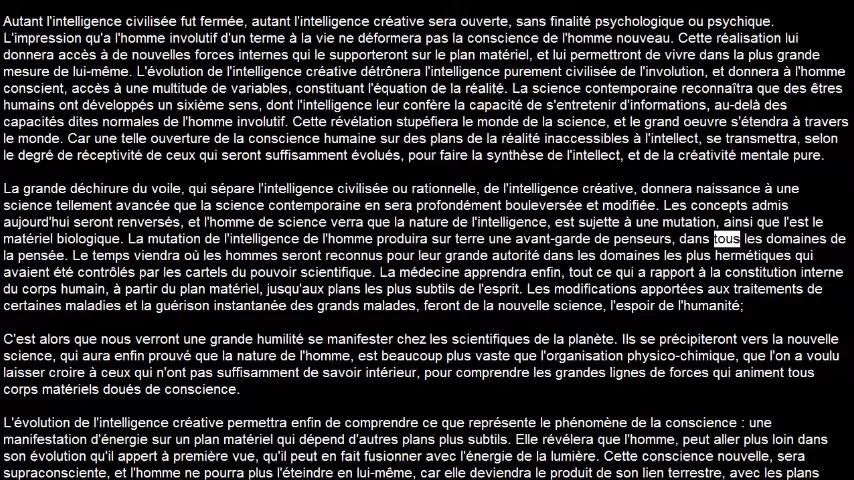 Autant l'intelligence civilisée fut fermée, autant l'intelligence créative sera ouverte, sans finalité psychologique ou psychique.
L'impression qu'a l'homme involutif d'un terme à la vie ne déformera pas la conscience de l'homme nouveau. Cette réalisation lui
donnera accès à de nouvelles forces internes qui le supporteront sur le plan matériel, et lui permettront de vivre dans la plus grande
mesure de lui-même. L'évolution de l'intelligence créative détrônera l'intelligence purement civilisée de l'involution, et donnera à l'homme
conscient, accès à une multitude de variables, constituant l'équation de la réalité. La science contemporaine reconnaîtra que des êtres
humains ont développés un sixième sens, dont l'intelligence leur confère la capacité de s'entretenir d'informations, au-delà des
capacités dites normales de l'homme involutif. Cette révélation stupéfiera le monde de la science, et le grand oeuvre s'étendra à travers
le monde. Car une telle ouverture de la conscience humaine sur des plans de la réalité inaccessibles à l'intellect, se transmettra, selon
le degré de réceptivité de ceux qui seront suffisamment évolués, pour faire la synthèse de l'intellect, et de la créativité mentale pure.
La grande déchirure du voile, qui sépare l'intelligence civilisée ou rationnelle, de l'intelligence créative, donnera naissance à une
science tellement avancée que la science contemporaine en sera profondément bouleversée et modifiée. Les concepts admis
aujourd'hui seront renversés, et l'homme de science verra que la nature de l'intelligence, est sujette à une mutation, ainsi que l'est le
matériel biologique. La mutation de l'intelligence de l'homme produira sur terre une avant-garde de penseurs, dans tous les domaines de
la pensée. Le temps viendra où les hommes seront reconnus pour leur grande autorité dans les domaines les plus hermétiques qui
avaient été contrôlés par les cartels du pouvoir scientifique. La médecine apprendra enfin, tout ce qui a rapport à la constitution interne
du corps humain, à partir du plan matériel, jusqu'aux plans les plus subtils de l'esprit. Les modifications apportées aux traitements de
certaines maladies et la guérison instantanée des grands malades, feront de la nouvelle science, l'espoir de l'humanité;
C'est alors que nous verront une grande humilité se manifester chez les scientifiques de la planète. Ils se précipiteront vers la nouvelle
science, qui aura enfin prouvé que la nature de l'homme, est beaucoup plus vaste que l'organisation physico-chimique, que l'on a voulu
laisser croire à ceux qui n'ont pas suffisamment de savoir intérieur, pour comprendre les grandes lignes de forces qui animent tous
corps matériels doués de conscience.
L'évolution de l'intelligence créative permettra enfin de comprendre ce que représente le phénomène de la conscience : une
manifestation d'énergie sur un plan matériel qui dépend d'autres plans plus subtils. Elle révélera que l'homme, peut aller plus loin dans
son évolution qu'il appert à première vue, qu'il peut en fait fusionner avec l'énergie de la lumière. Cette conscience nouvelle, sera
supraconsciente, et l'homme ne pourra plus l'éteindre en lui-même, car elle deviendra le produit de son lien terrestre, avec les plans